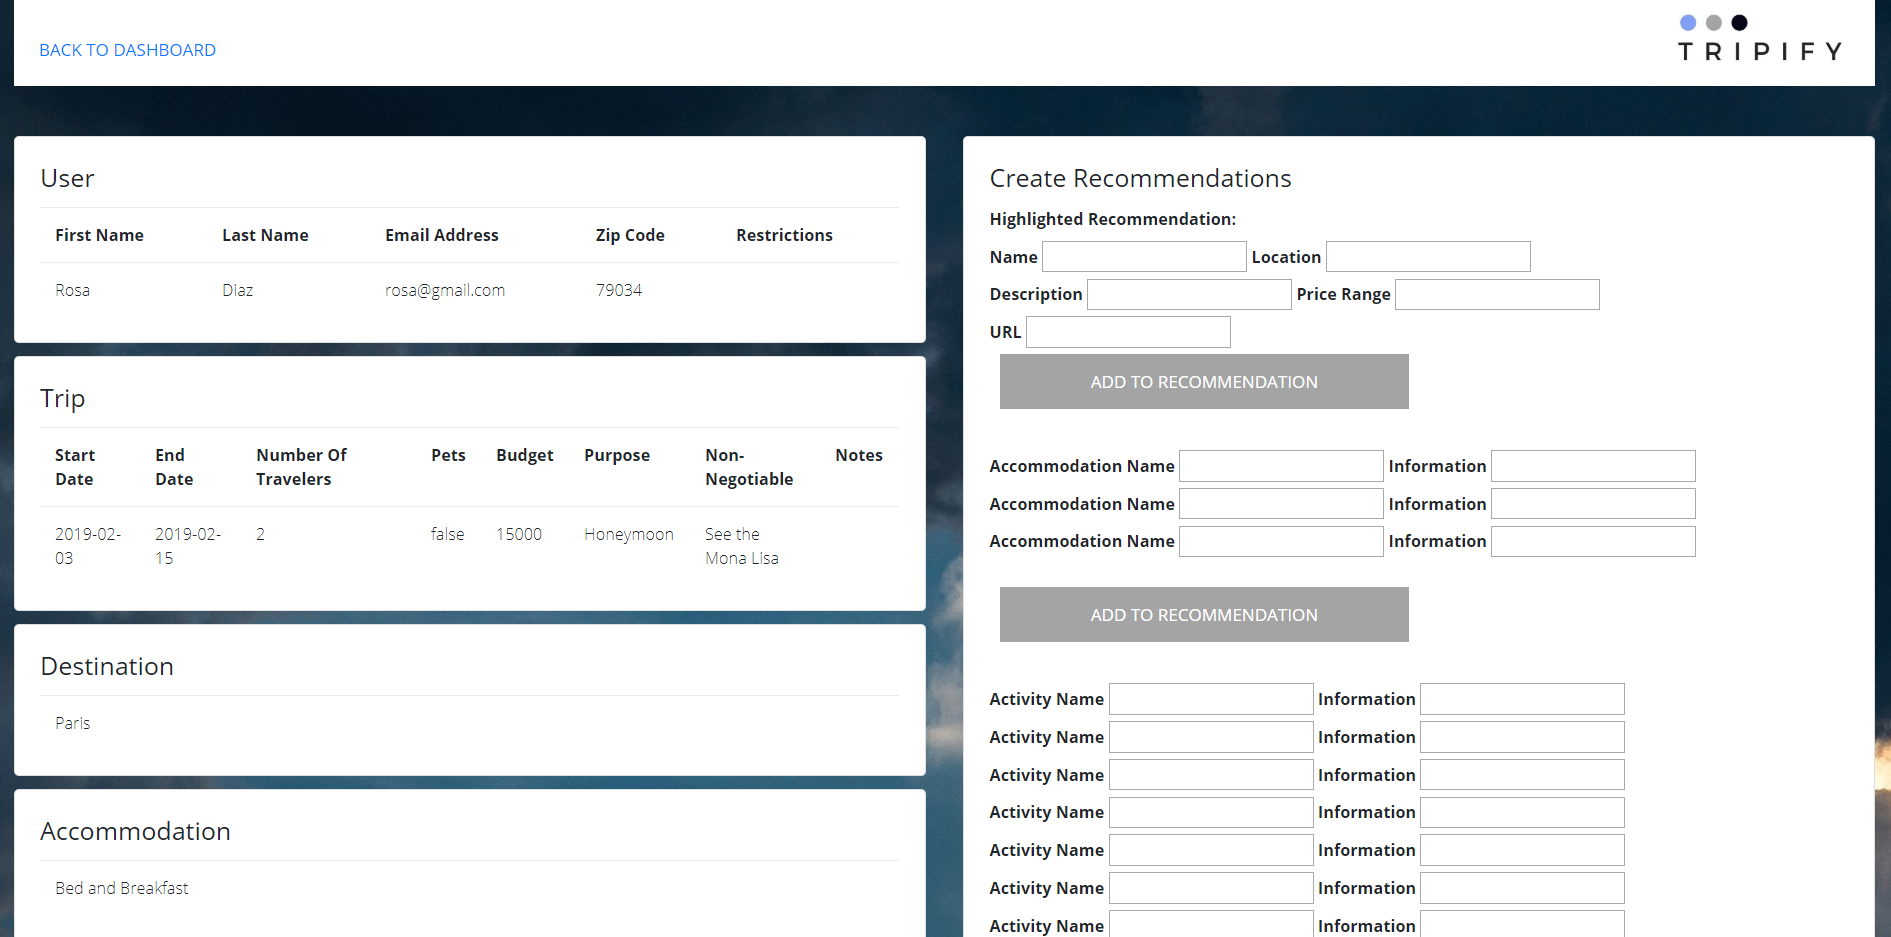 BACK TO DASHBOARD
TRIPIFY
User
First Name Last Name Email Address Zip Code Restrictions
Rosa Diaz rosa@gmail.com 79034
Trip
Start Date End Date Number Of Travelers Pets Budget Purpose Non-Negotiable Notes
2019-02-03 2019-02-15 2 false 15000 Honeymoon See the Mona Lisa
Destination
Paris
Accommodation
Bed and Breakfast
Create Recommendations
Highlighted Recommendation:
Name Location
Description Price Range
URL
ADD TO RECOMMENDATION
Accommodation Name Information
Accommodation Name Information
Accommodation Name Information
ADD TO RECOMMENDATION
Activity Name Information
Activity Name Information
Activity Name Information
Activity Name Information
Activity Name Information
Activity Name Information
Activity Name Information